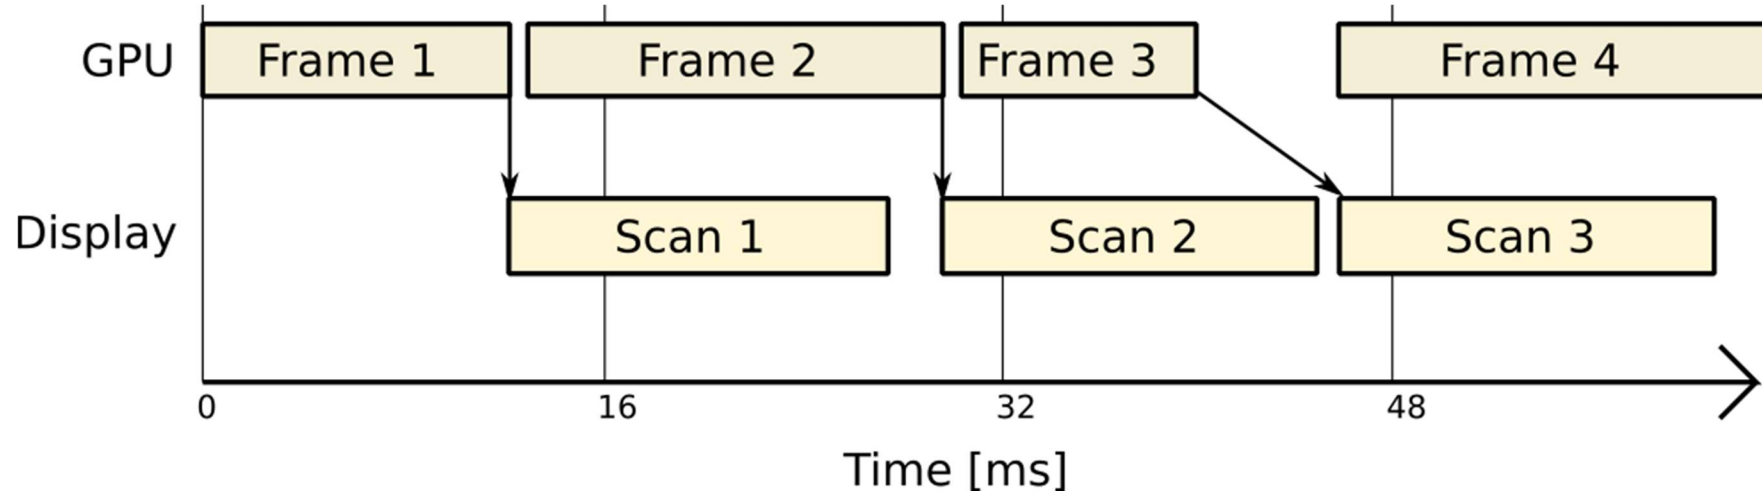 GPU Frame 1 Frame 2 Frame 3 Frame 4
Display Scan 1 Scan 2 Scan 3
0 16 32 48
Time [ms]